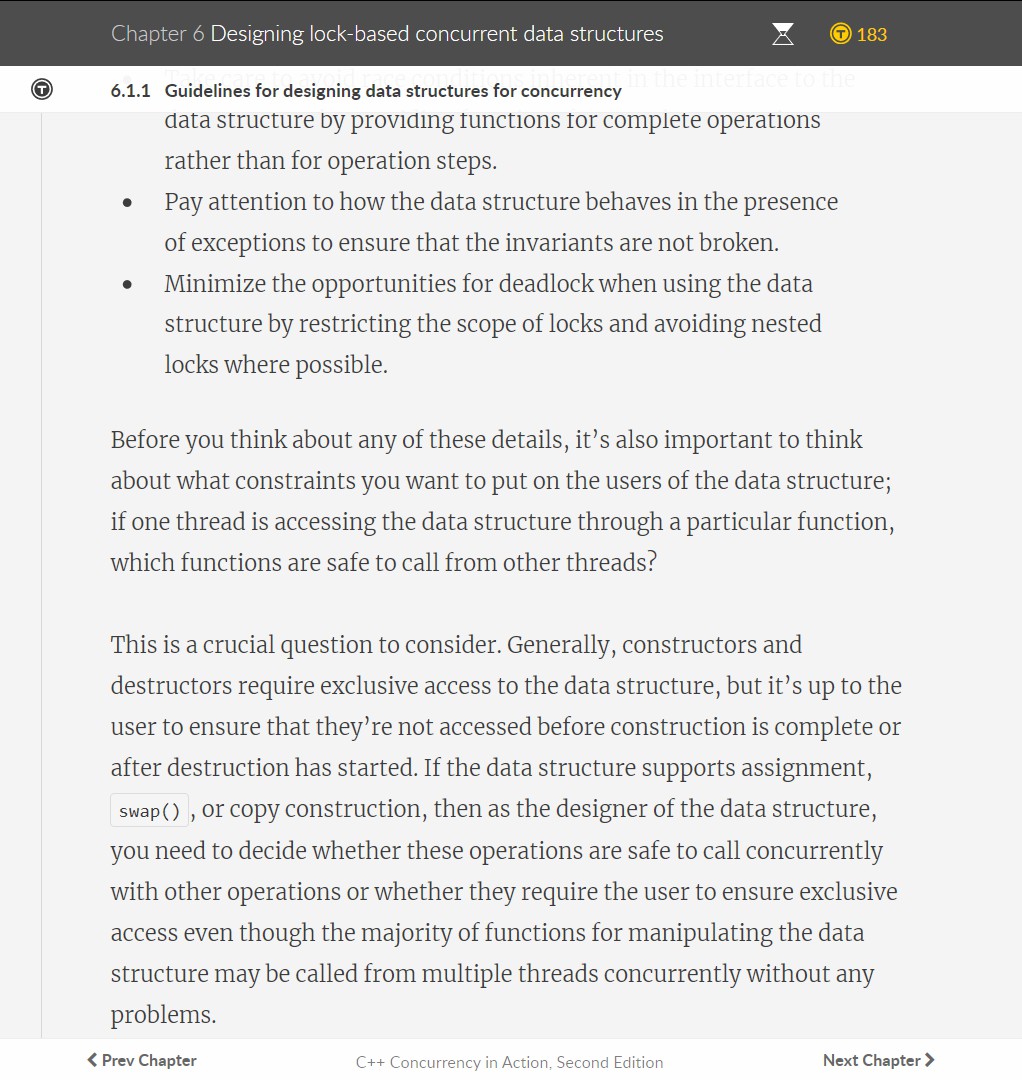 Chapter 6 Designing lock-based concurrent data structures
183
Take care to avoid race conditions inherent in the interface to the
6.1.1 Guidelines for designing data structures for concurrency
data structure by providing functions for complete operations
rather than for operation steps.
• Pay attention to how the data structure behaves in the presence
of exceptions to ensure that the invariants are not broken.
• Minimize the opportunities for deadlock when using the data
structure by restricting the scope of locks and avoiding nested
locks where possible.
Before you think about any of these details, it’s also important to think
about what constraints you want to put on the users of the data structure;
if one thread is accessing the data structure through a particular function,
which functions are safe to call from other threads?
This is a crucial question to consider. Generally, constructors and
destructors require exclusive access to the data structure, but it’s up to the
user to ensure that they’re not accessed before construction is complete or
after destruction has started. If the data structure supports assignment,
swap() , or copy construction, then as the designer of the data structure,
you need to decide whether these operations are safe to call concurrently
with other operations or whether they require the user to ensure exclusive
access even though the majority of functions for manipulating the data
structure may be called from multiple threads concurrently without any
problems.
Prev Chapter
C++ Concurrency in Action, Second Edition
Next Chapter